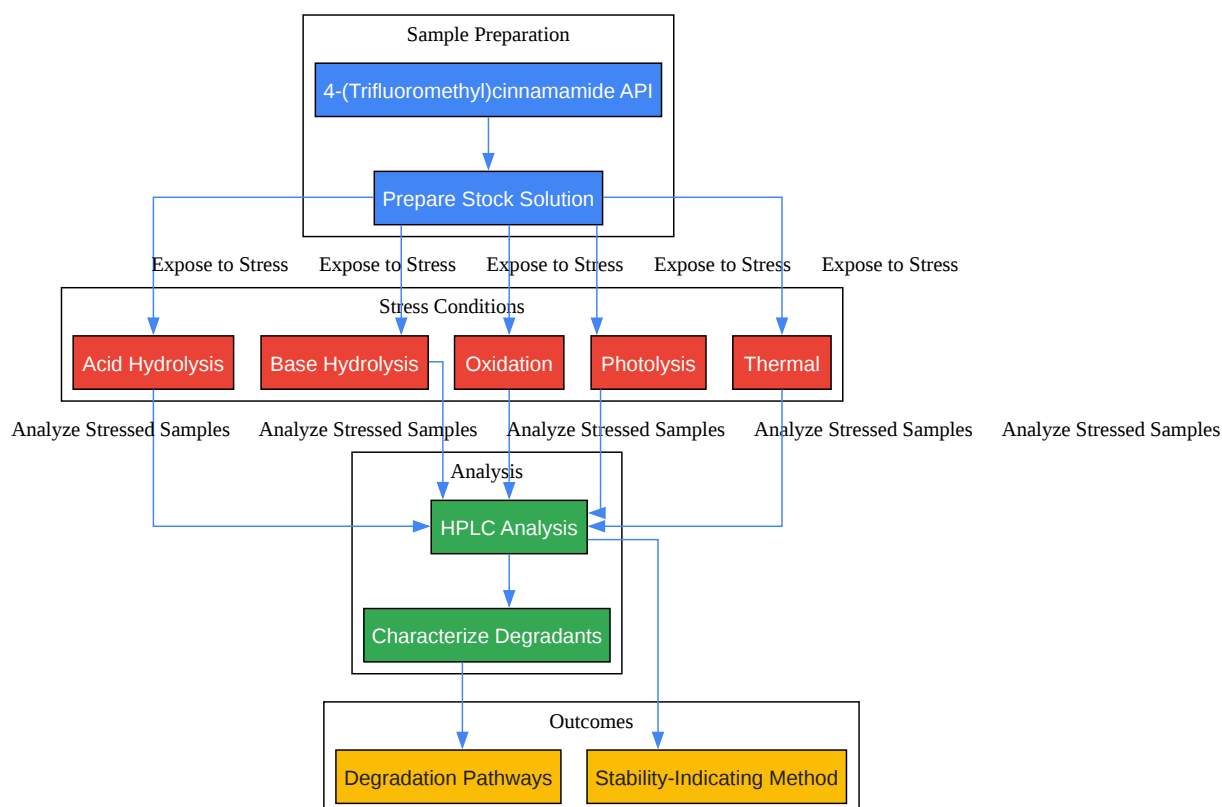 Sample Preparation
4-(Trifluoromethyl)cinnamamide API
Prepare Stock Solution
Expose to Stress Expose to Stress Expose to Stress Expose to Stress Expose to Stress
Stress Conditions
Acid Hydrolysis Base Hydrolysis Oxidation Photolysis Thermal
Analyze Stressed Samples Analyze Stressed Samples Analyze Stressed Samples Analyze Stressed Samples Analyze Stressed Samples
Analysis
HPLC Analysis
Characterize Degradants
Outcomes
Degradation Pathways Stability-Indicating Method